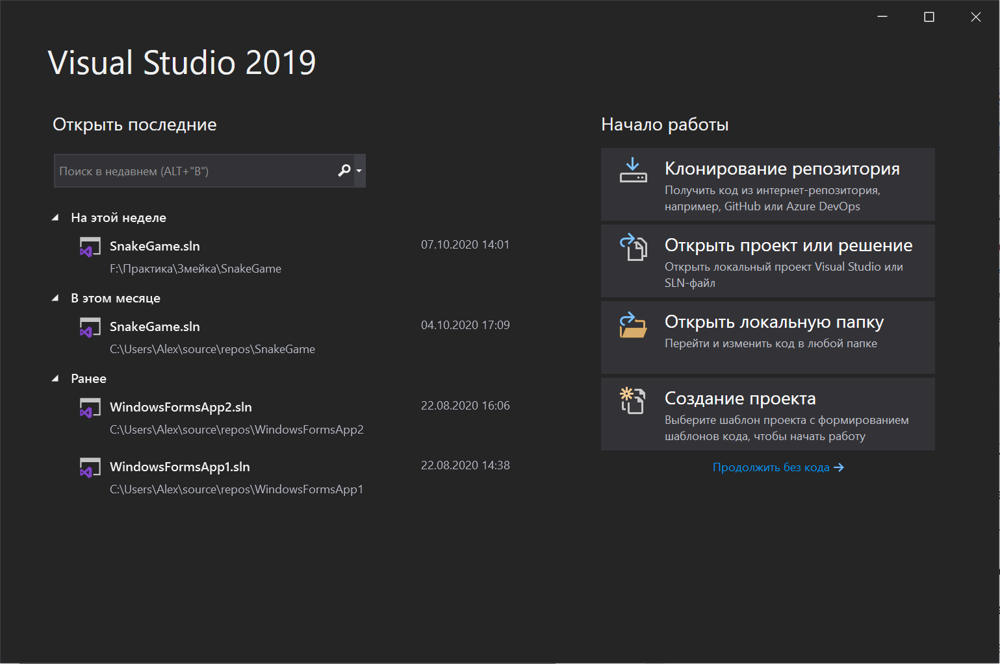 Visual Studio 2019
Открыть последние
Поиск в недавнем (ALT+"В")
На этой неделе
SnakeGame.sln
07.10.2020 14:01
F:\Практика\Змейка\SnakeGame
В этом месяце
SnakeGame.sln
04.10.2020 17:09
C:\Users\Alex\source\repos\SnakeGame
Ранее
WindowsFormsApp2.sln
22.08.2020 16:06
C:\Users\Alex\source\repos\WindowsFormsApp2
WindowsFormsApp1.sln
22.08.2020 14:38
C:\Users\Alex\source\repos\WindowsFormsApp1
Начало работы
Клонирование репозитория
Получить код из интернет-репозитория,
например, GitHub или Azure DevOps
Открыть проект или решение
Открыть локальный проект Visual Studio или
SLN-файл
Открыть локальную папку
Перейти и изменить код в любой папке
Создание проекта
Выберите шаблон проекта с формированием
шаблонов кода, чтобы начать работу
Продолжить без кода →